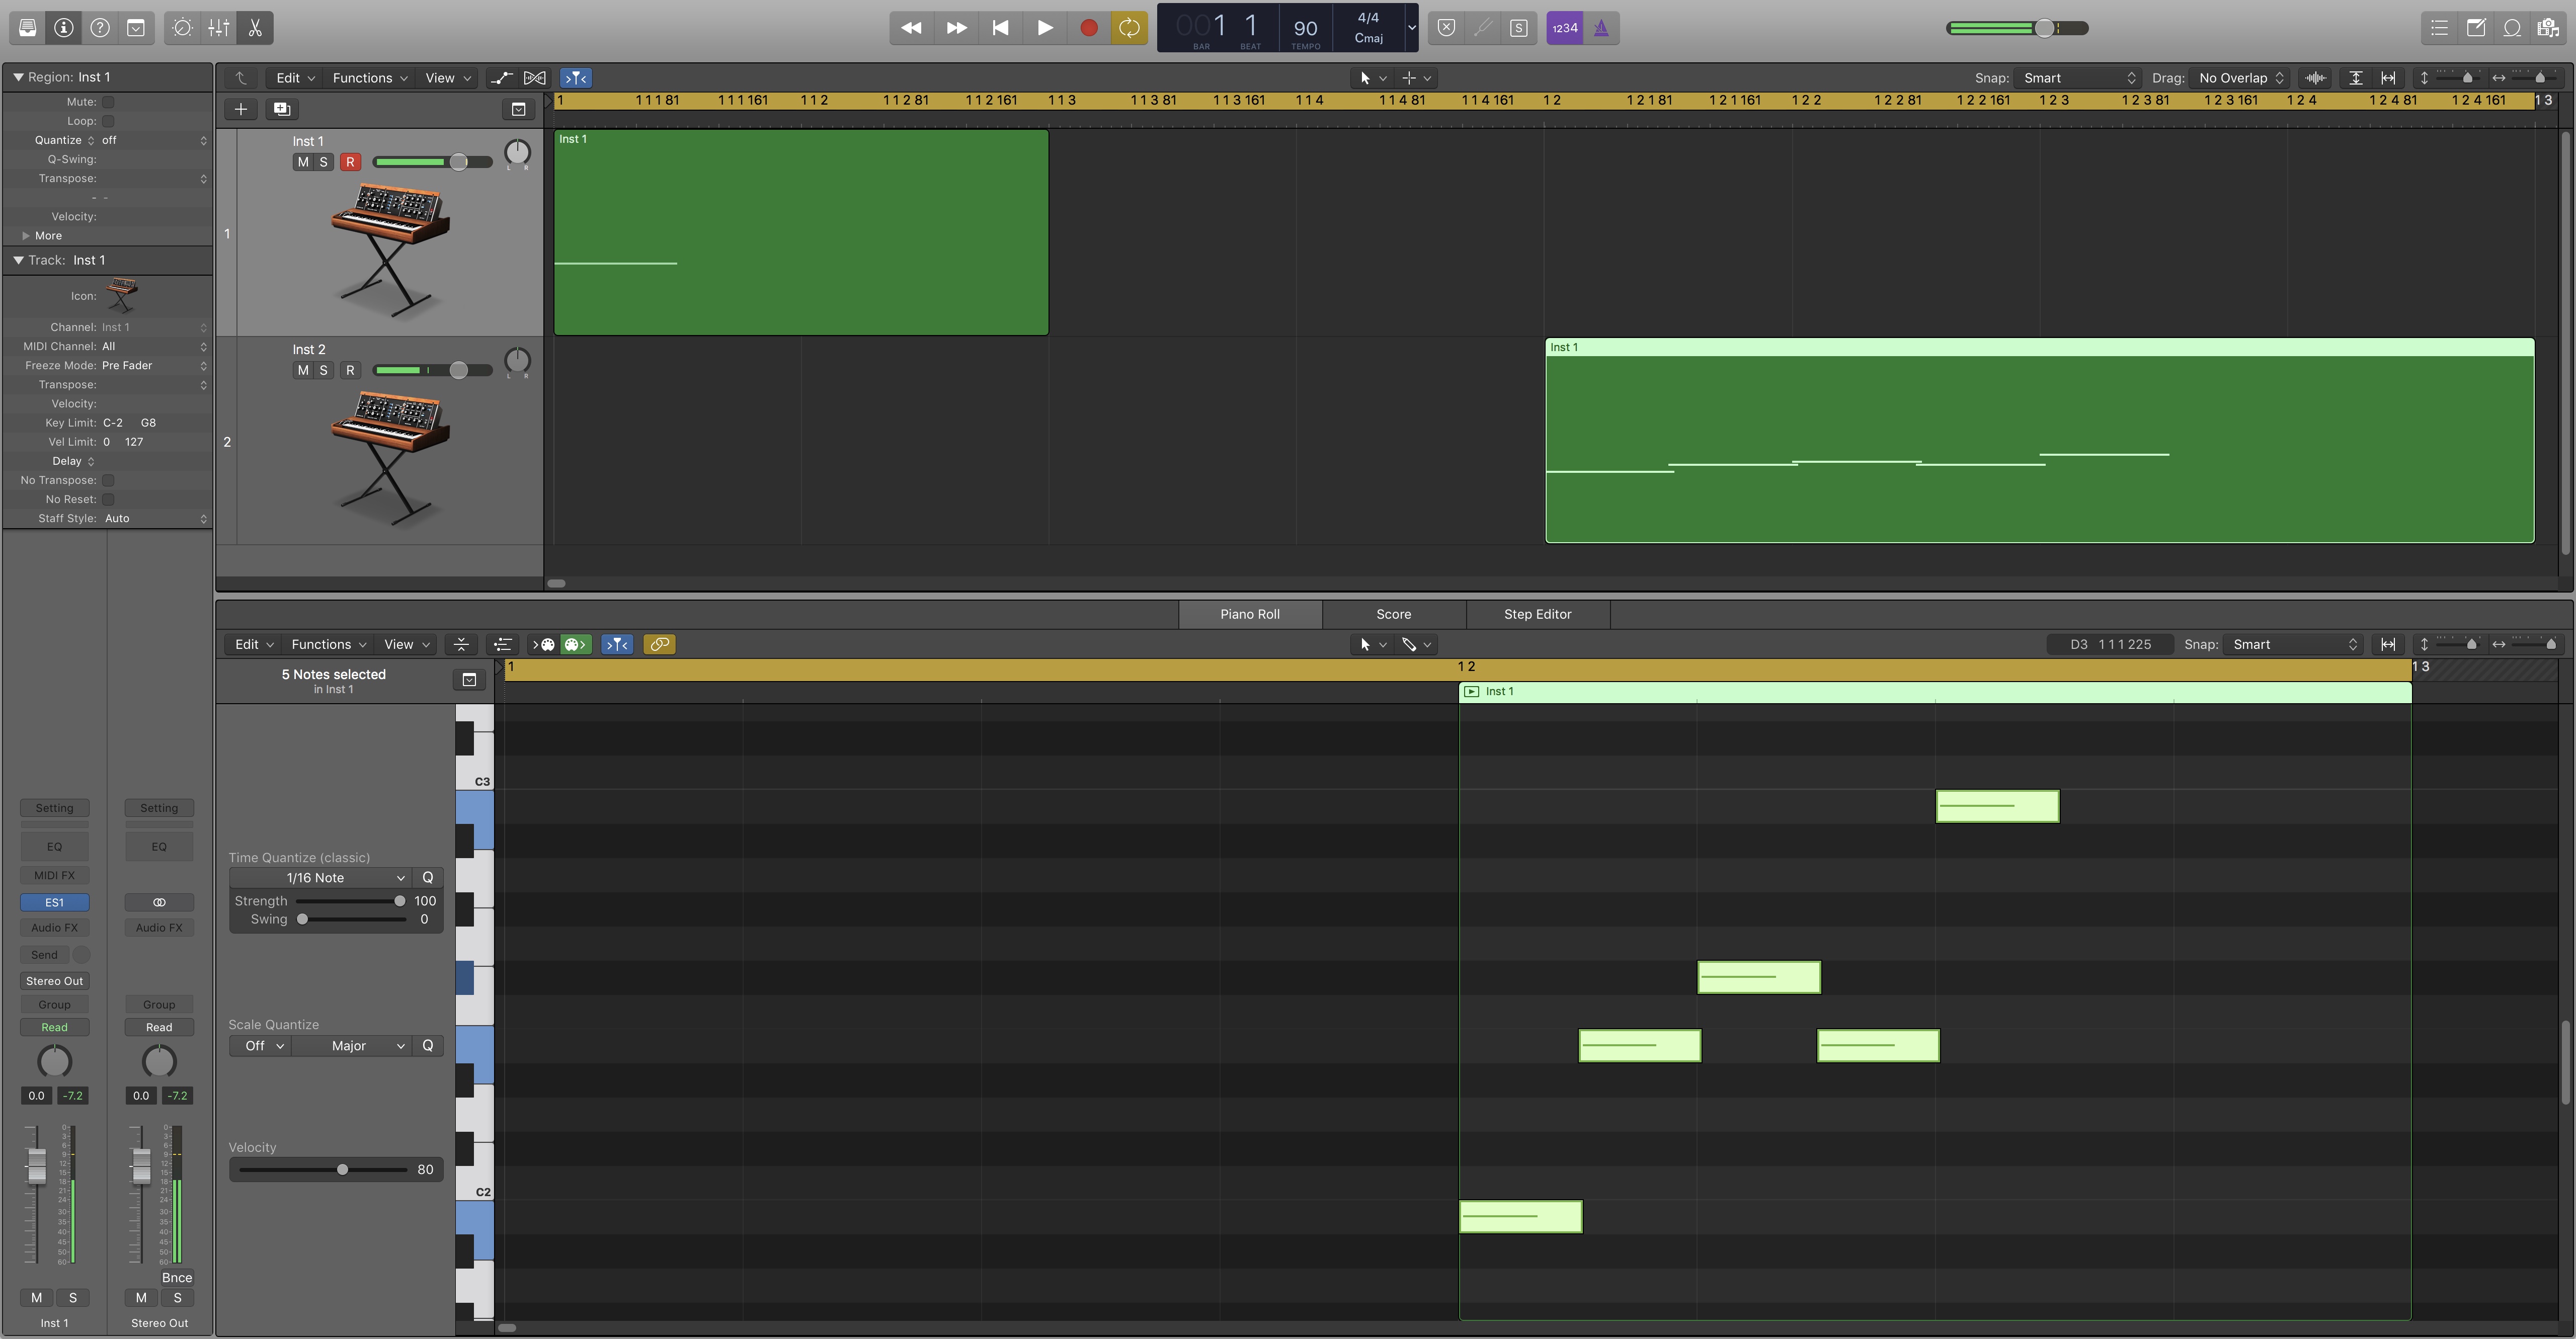 001 1 90 4/4
Cmaj
BAR BEAT TEMPO
S 1234
Region: Inst 1
Mute:
Loop:
Quantize off
Q-Swing:
Transpose:
- -
Velocity:
More
Track: Inst 1
Icon:
Channel: Inst 1
MIDI Channel: All
Freeze Mode: Pre Fader
Transpose:
Velocity:
Key Limit: C-2 G8
Vel Limit: 0 127
Delay
No Transpose:
No Reset:
Staff Style: Auto
Setting Setting
EQ EQ
MIDI FX
ES1
Audio FX Audio FX
Send
Stereo Out
Group Group
Read Read
0.0 -7.2 0.0 -7.2
Bnce
M S M S
Inst 1 Stereo Out
Edit Functions View Snap: Smart Drag: No Overlap
1 1 1 1 81 1 1 1 161 1 1 2 1 1 2 81 1 1 2 161 1 1 3 1 1 3 81 1 1 3 161 1 1 4 1 1 4 81 1 1 4 161 1 2 1 2 1 81 1 2 1 161 1 2 2 1 2 2 81 1 2 2 161 1 2 3 1 2 3 81 1 2 3 161 1 2 4 1 2 4 81 1 2 4 161 1 3
1 Inst 1
M S R
L R
Inst 1
2 Inst 2
M S R
L R
Inst 1
Piano Roll Score Step Editor
Edit Functions View D3 1 1 1 225 Snap: Smart
5 Notes selected
in Inst 1
1 1 2 1 3
Inst 1
Time Quantize (classic)
1/16 Note Q
Strength 100
Swing 0
Scale Quantize
Off Major Q
Velocity
80
C3
C2